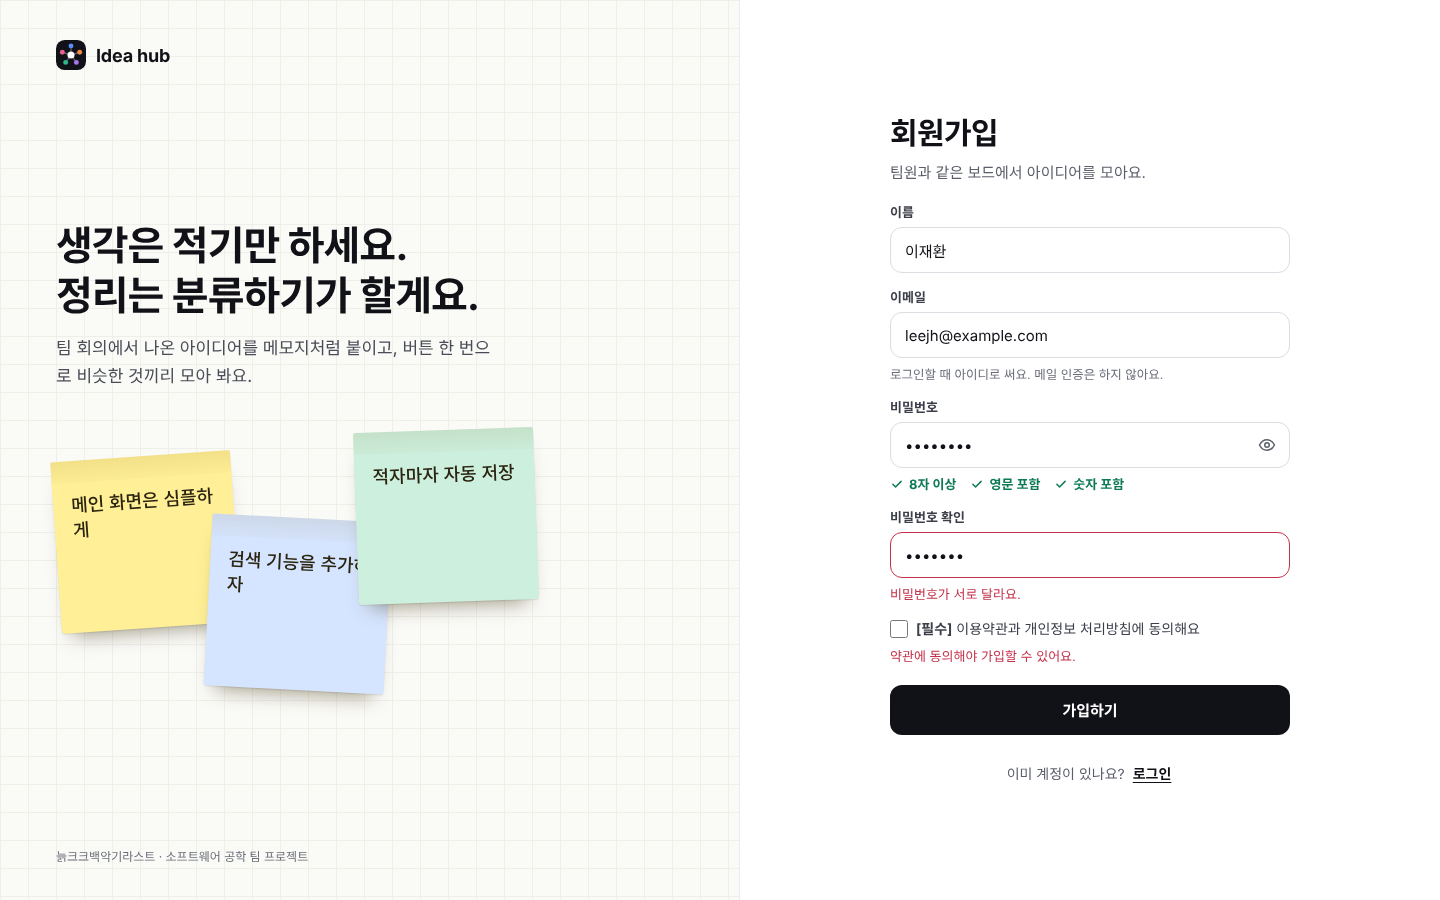 Idea hub
생각은 적기만 하세요.
정리는 분류하기가 할게요.
팀 회의에서 나온 아이디어를 메모지처럼 붙이고, 버튼 한 번으
로 비슷한 것끼리 모아 봐요.
메인 화면은 심플하
게
검색 기능을 추가하
자
적자마자 자동 저장
늙크크백악기라스트 · 소프트웨어 공학 팀 프로젝트
회원가입
팀원과 같은 보드에서 아이디어를 모아요.
이름
이재환
이메일
leejh@example.com
로그인할 때 아이디로 써요. 메일 인증은 하지 않아요.
비밀번호
••••••••
8자 이상 영문 포함 숫자 포함
비밀번호 확인
•••••••
비밀번호가 서로 달라요.
[필수] 이용약관과 개인정보 처리방침에 동의해요
약관에 동의해야 가입할 수 있어요.
가입하기
이미 계정이 있나요? 로그인